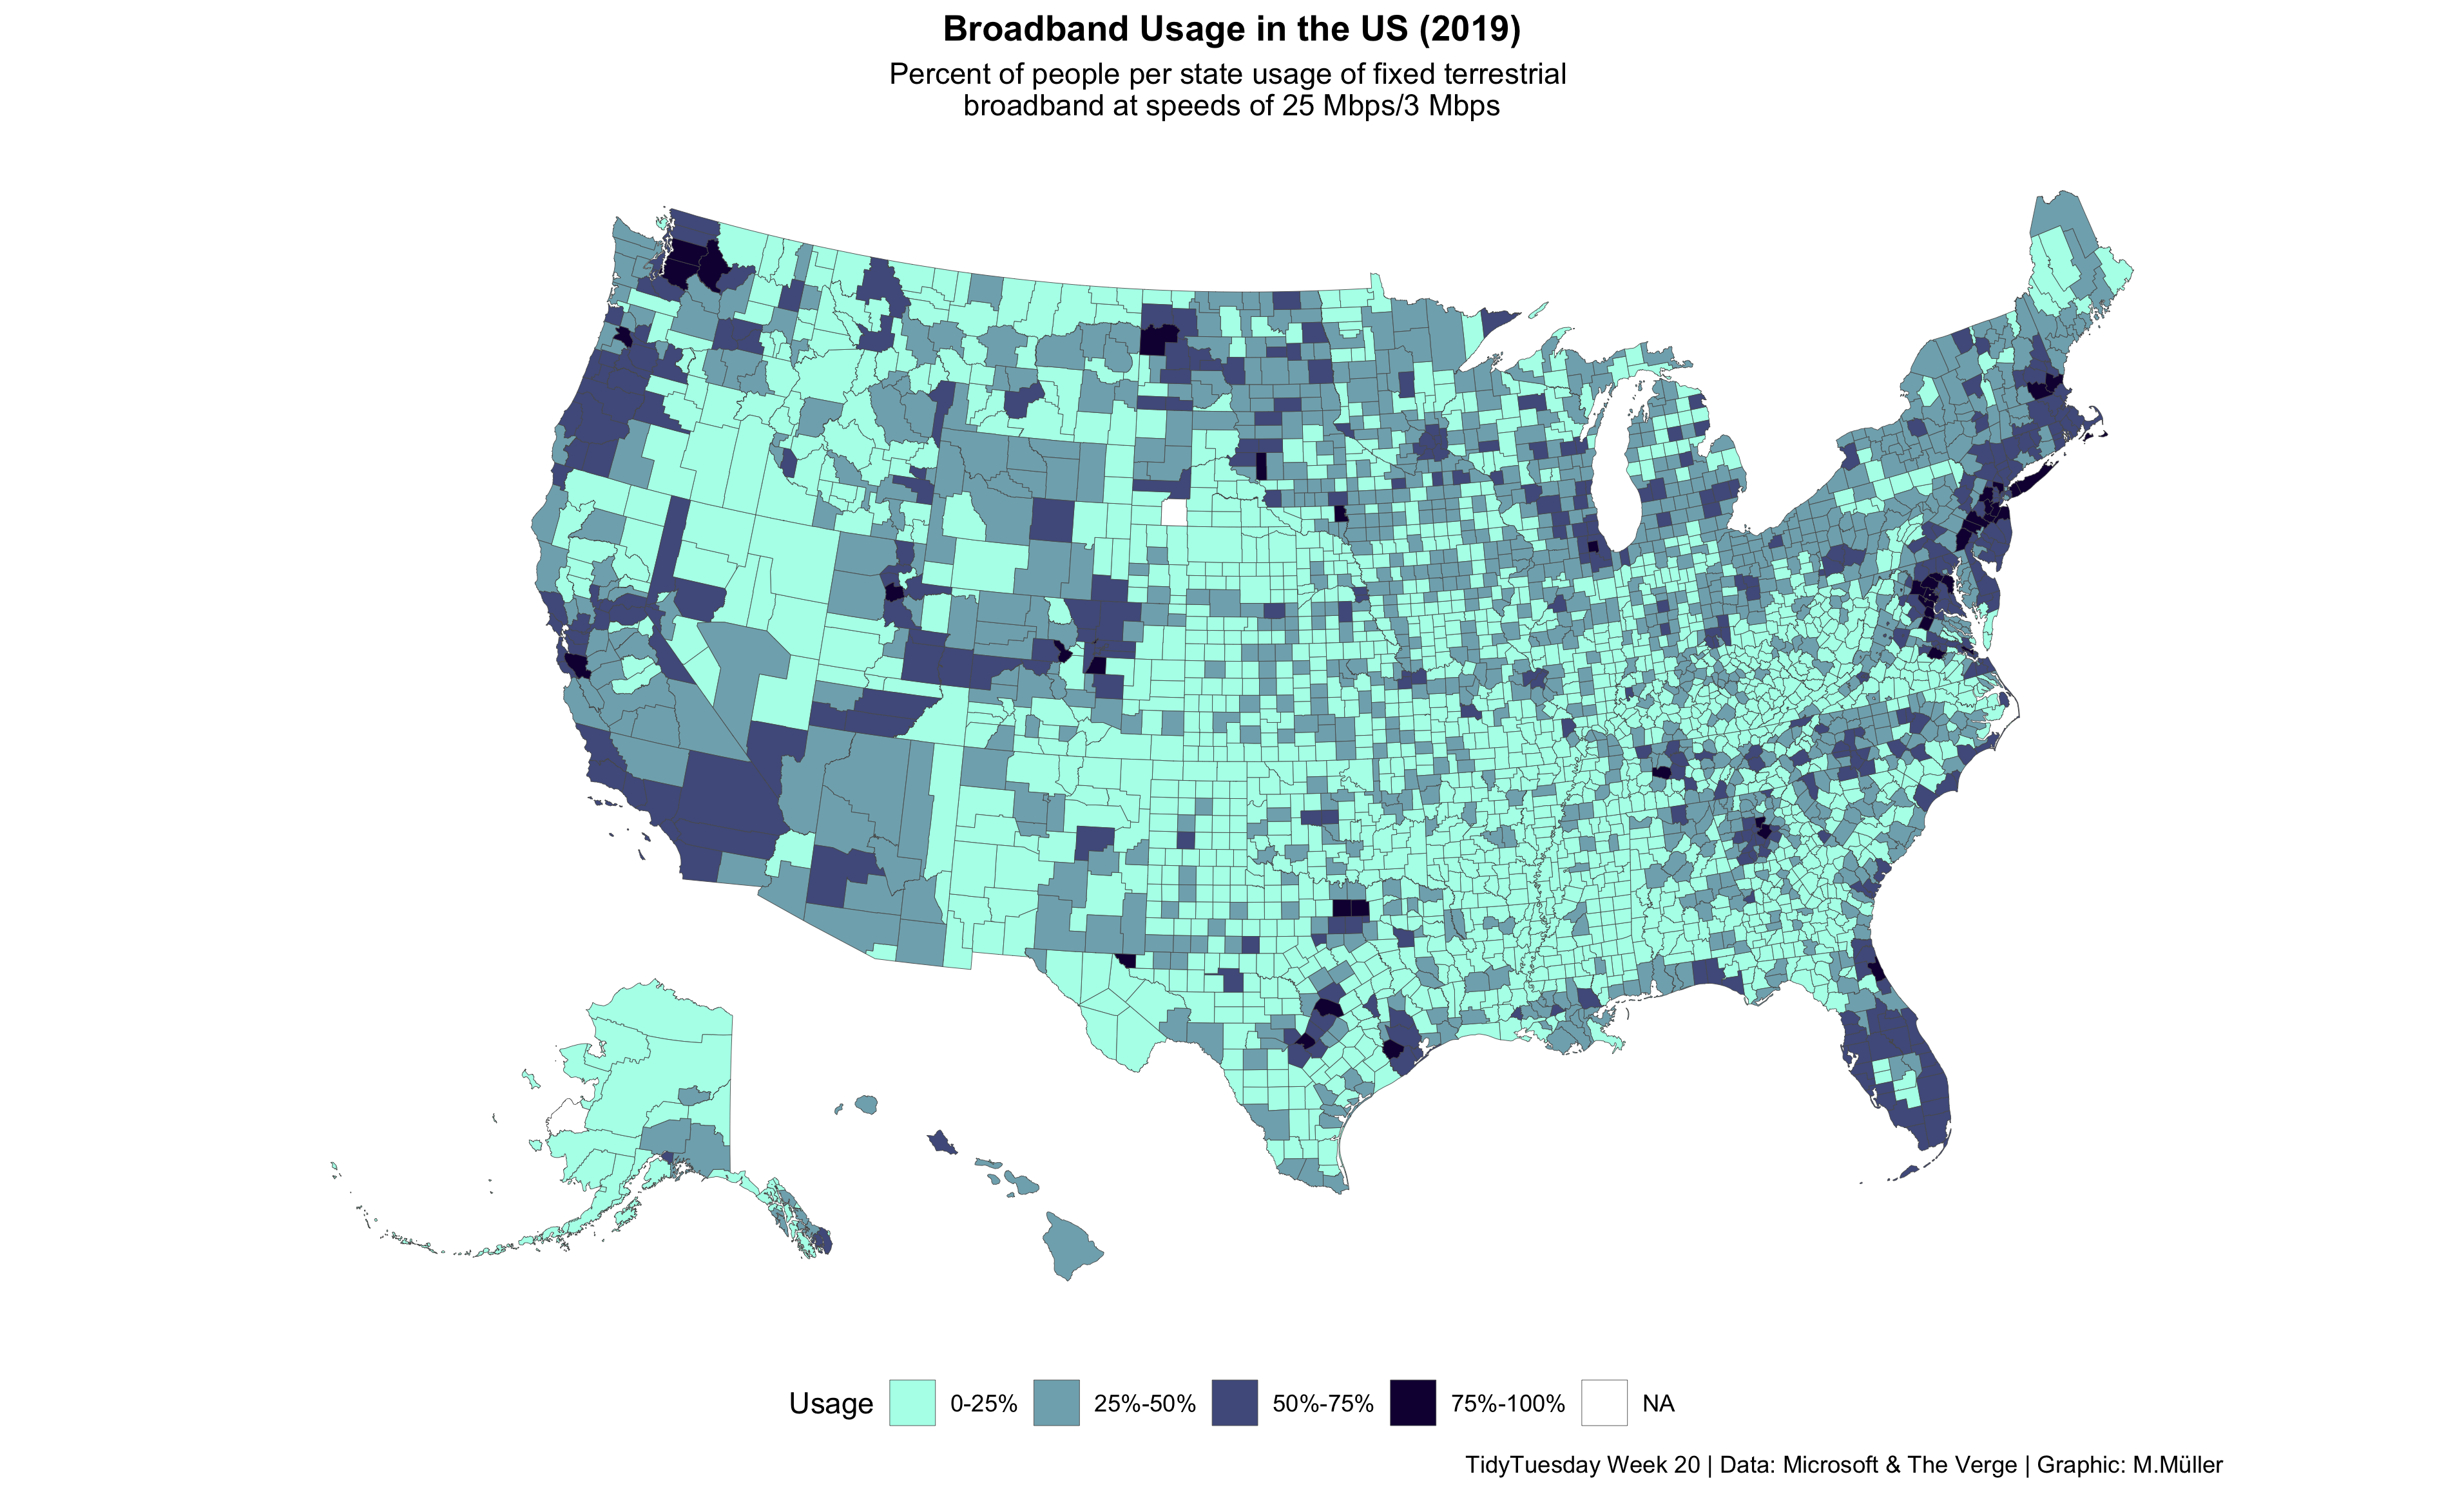 Broadband Usage in the US (2019)
Percent of people per state usage of fixed terrestrial
broadband at speeds of 25 Mbps/3 Mbps
Usage 0-25% 25%-50% 50%-75% 75%-100% NA
TidyTuesday Week 20 | Data: Microsoft & The Verge | Graphic: M.Müller